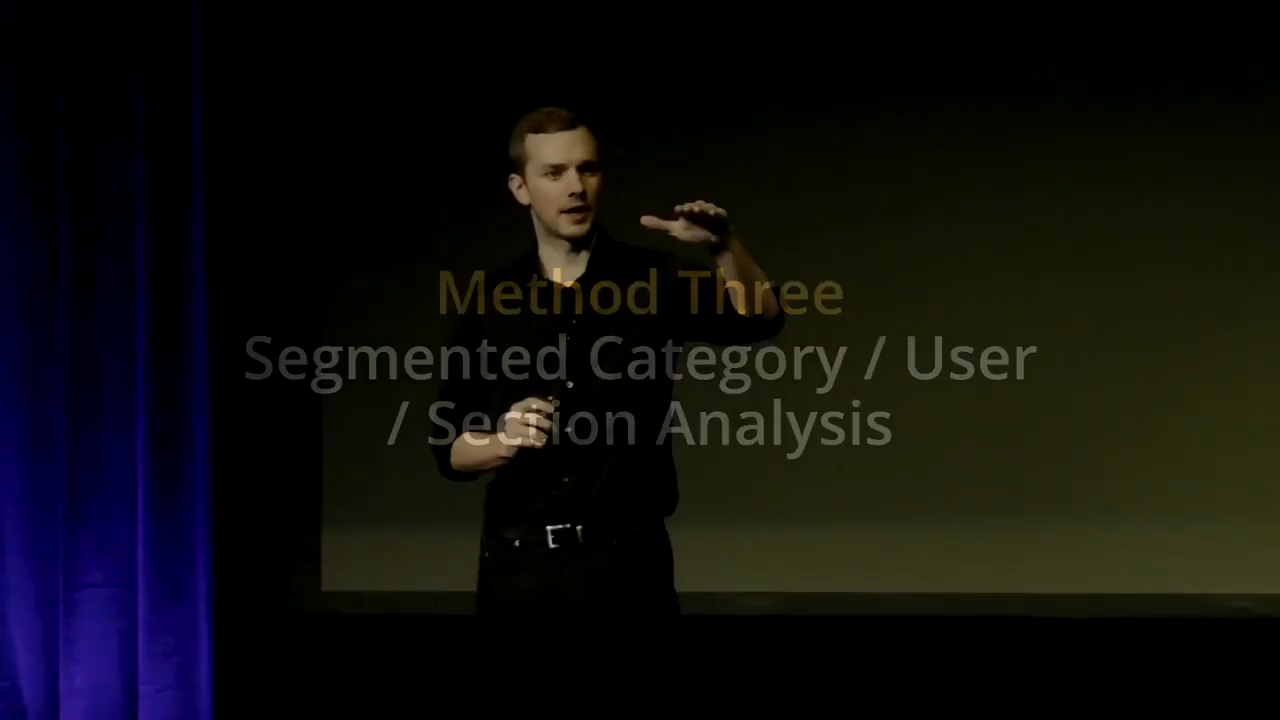 Method Three
Segmented Category / User
/ Section Analysis